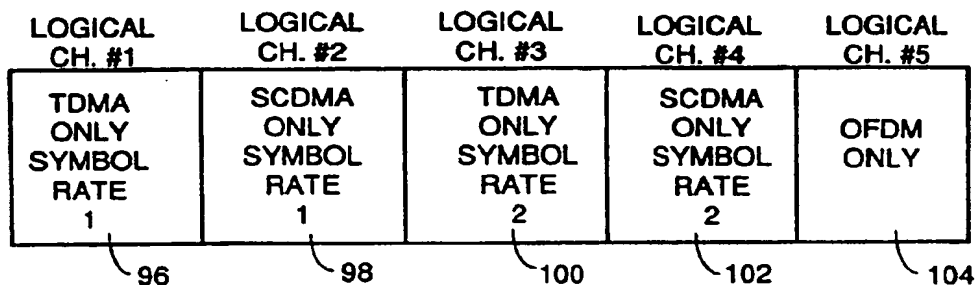 LOGICAL CH. #1
LOGICAL CH. #2
LOGICAL CH. #3
LOGICAL CH. #4
LOGICAL CH. #5
TDMA
ONLY
SYMBOL
RATE
1
SCDMA
ONLY
SYMBOL
RATE
1
TDMA
ONLY
SYMBOL
RATE
2
SCDMA
ONLY
SYMBOL
RATE
2
OFDM
ONLY
96
98
100
102
104